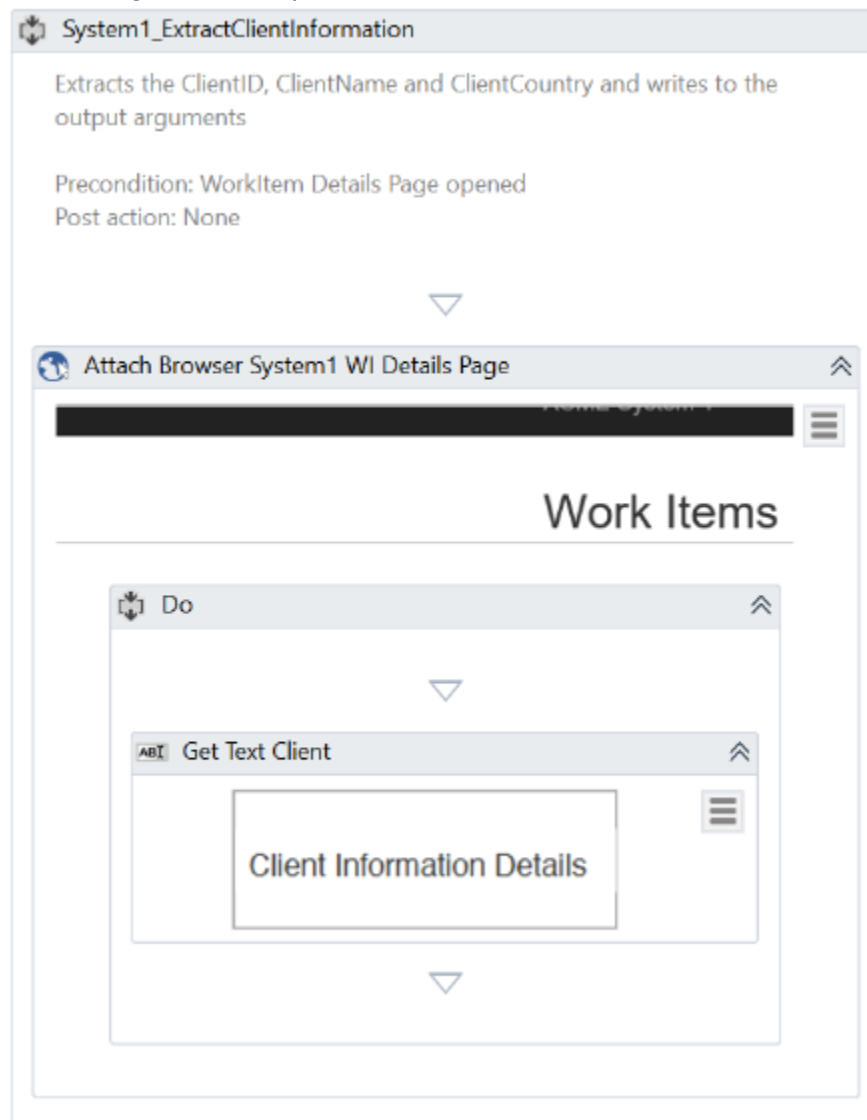 System1_ExtractClientInformation
Extracts the ClientID, ClientName and ClientCountry and writes to the
output arguments
Precondition: WorkItem Details Page opened
Post action: None
Attach Browser System1 WI Details Page
Work Items
Do
ABI Get Text Client
Client Information Details